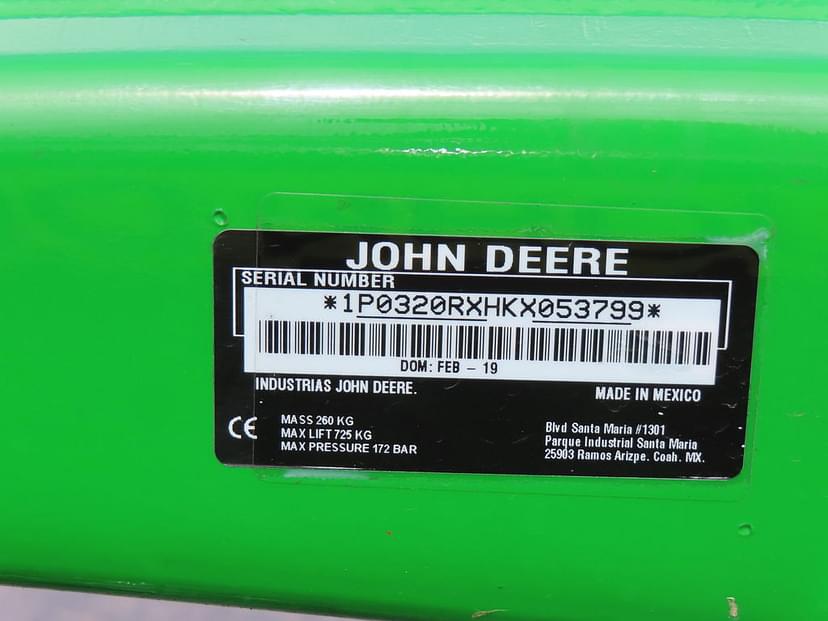 JOHN DEERE
SERIAL NUMBER
*1P0320RXHKX053799*
DOM: FEB - 19
INDUSTRIAS JOHN DEERE.
MADE IN MEXICO
CE
MASS 260 KG
MAX LIFT 725 KG
MAX PRESSURE 172 BAR
Blvd Santa Maria #1301
Parque Industrial Santa Maria
25903 Ramos Arizpe. Coah. MX.